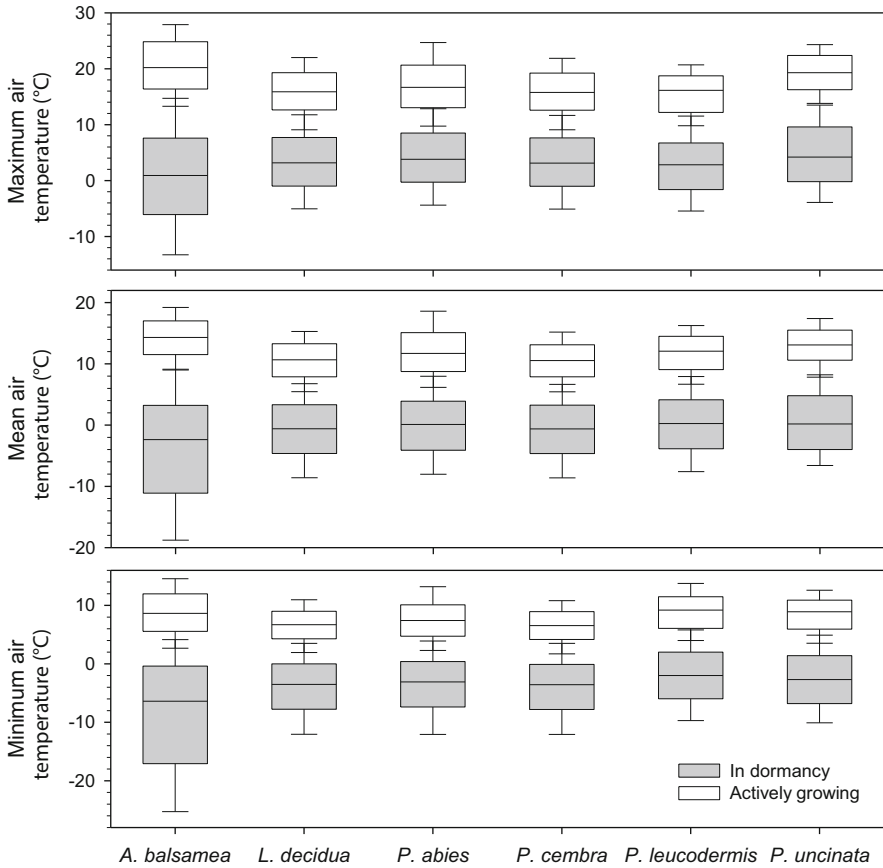 Maximum air
temperature (°C)
30
20
10
0
-10
Mean air
temperature (°C)
20
10
0
-10
-20
Minimum air
temperature (°C)
10
0
-10
-20
In dormancy
Actively growing
A. balsamea L. decidua P. abies P. cembra P. leucodermis P. uncinata